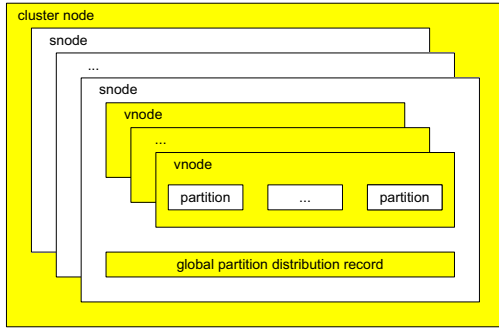 cluster node
snode
...
snode
vnode
...
vnode
partition ... partition
global partition distribution record